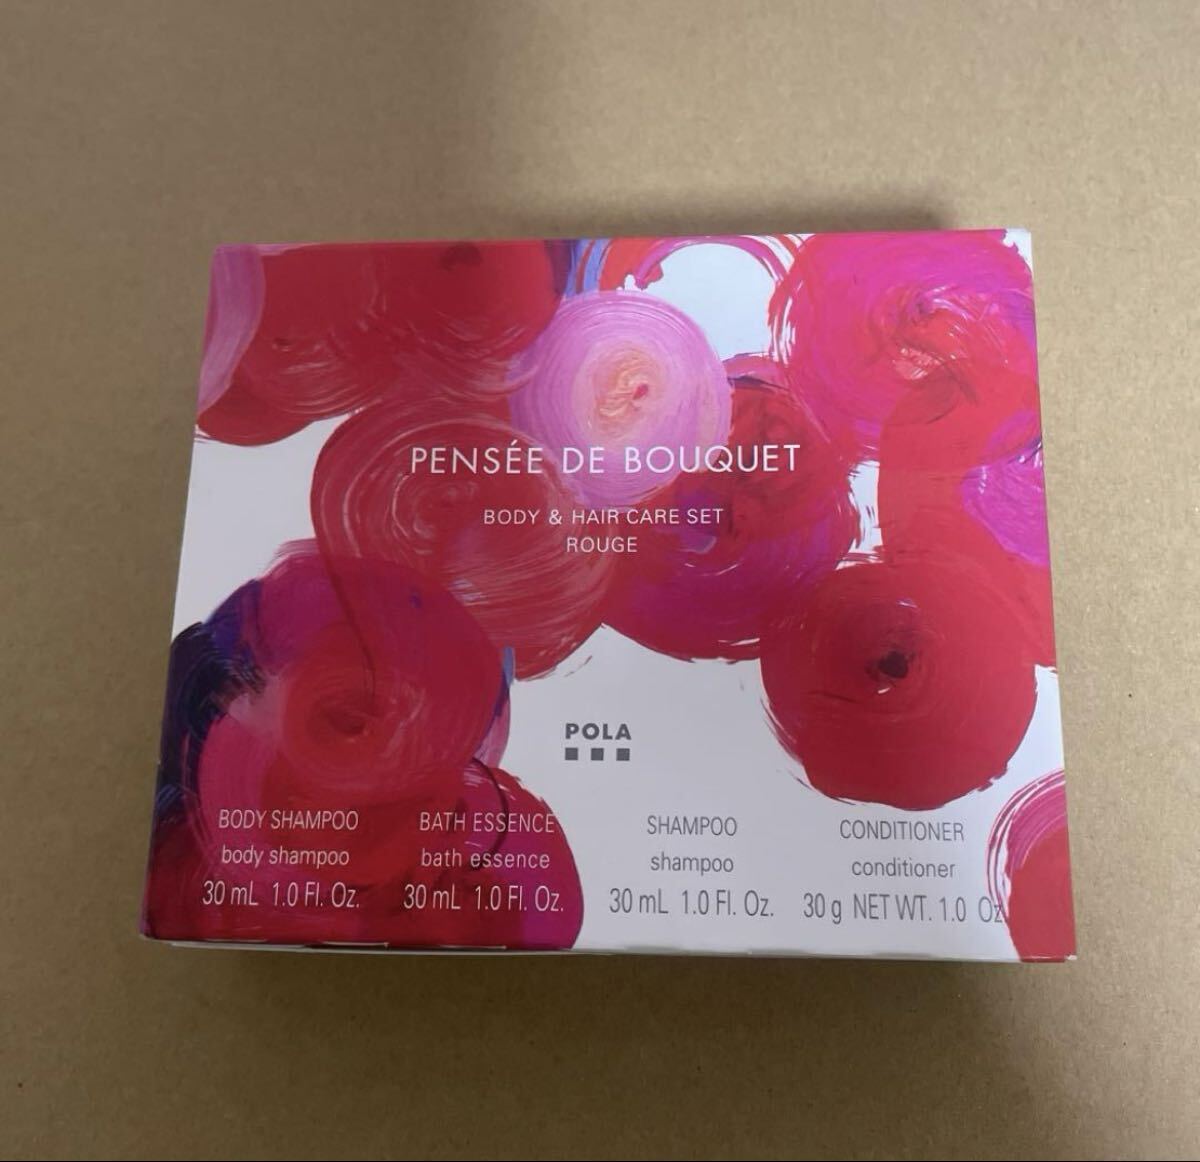 PENSÉE DE BOUQUET
BODY & HAIR CARE SET
ROUGE
POLA
BODY SHAMPOO
body shampoo
30 mL 1.0 Fl. Oz.
BATH ESSENCE
bath essence
30 mL 1.0 Fl. Oz.
SHAMPOO
shampoo
30 mL 1.0 Fl. Oz.
CONDITIONER
conditioner
30 g NET WT. 1.0 Oz.